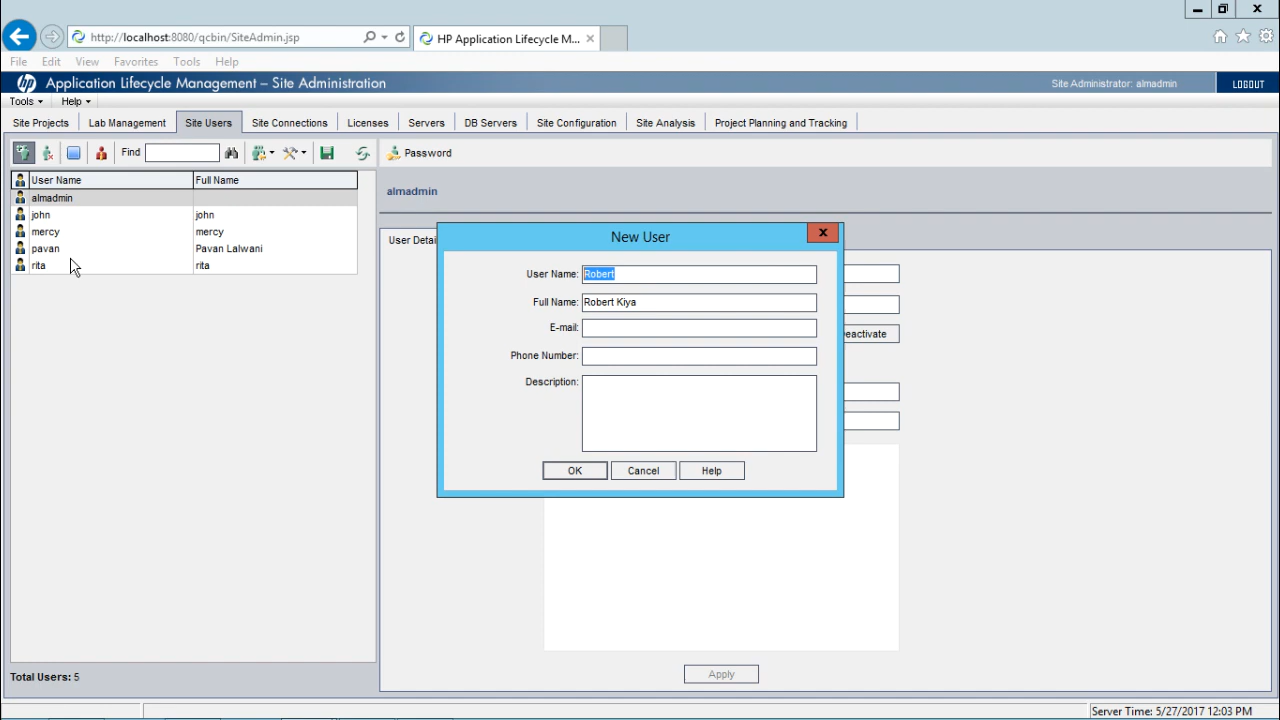 http://localhost:8080/qcbin/SiteAdmin.jsp
HP Application Lifecycle M...
File Edit View Favorites Tools Help
hp Application Lifecycle Management – Site Administration
Site Administrator: almadmin
LOGOUT
Tools Help
Site Projects Lab Management Site Users Site Connections Licenses Servers DB Servers Site Configuration Site Analysis Project Planning and Tracking
Find
Password
User Name Full Name
almadmin
john john
mercy mercy
pavan Pavan Lalwani
rita rita
Total Users: 5
almadmin
User Detai
Deactivate
New User
User Name: Robert
Full Name: Robert Kiya
E-mail:
Phone Number:
Description:
OK Cancel Help
Apply
Server Time: 5/27/2017 12:03 PM